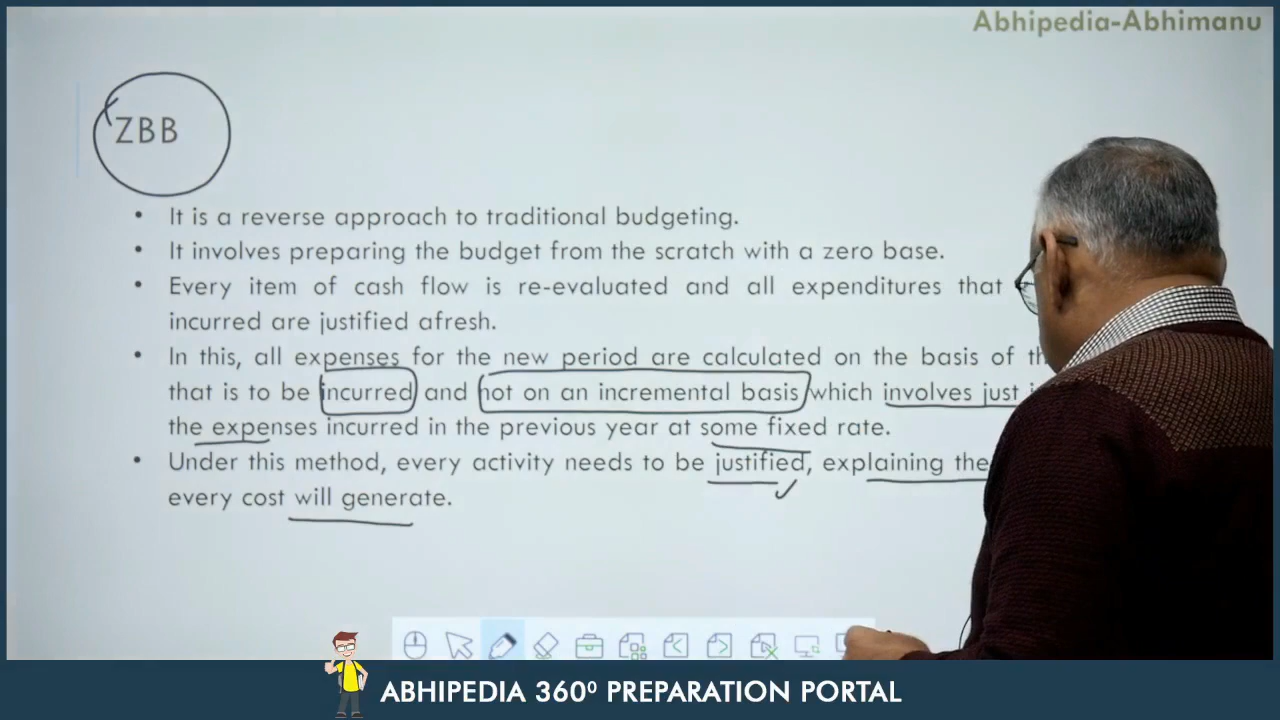 Abhipedia-Abhimanu
ZBB
• It is a reverse approach to traditional budgeting.
• It involves preparing the budget from the scratch with a zero base.
• Every item of cash flow is re-evaluated and all expenditures that
incurred are justified afresh.
• In this, all expenses for the new period are calculated on the basis of
that is to be incurred and not on an incremental basis which involves just
the expenses incurred in the previous year at some fixed rate.
• Under this method, every activity needs to be justified, explaining the
every cost will generate.
ABHIPEDIA 360º PREPARATION PORTAL